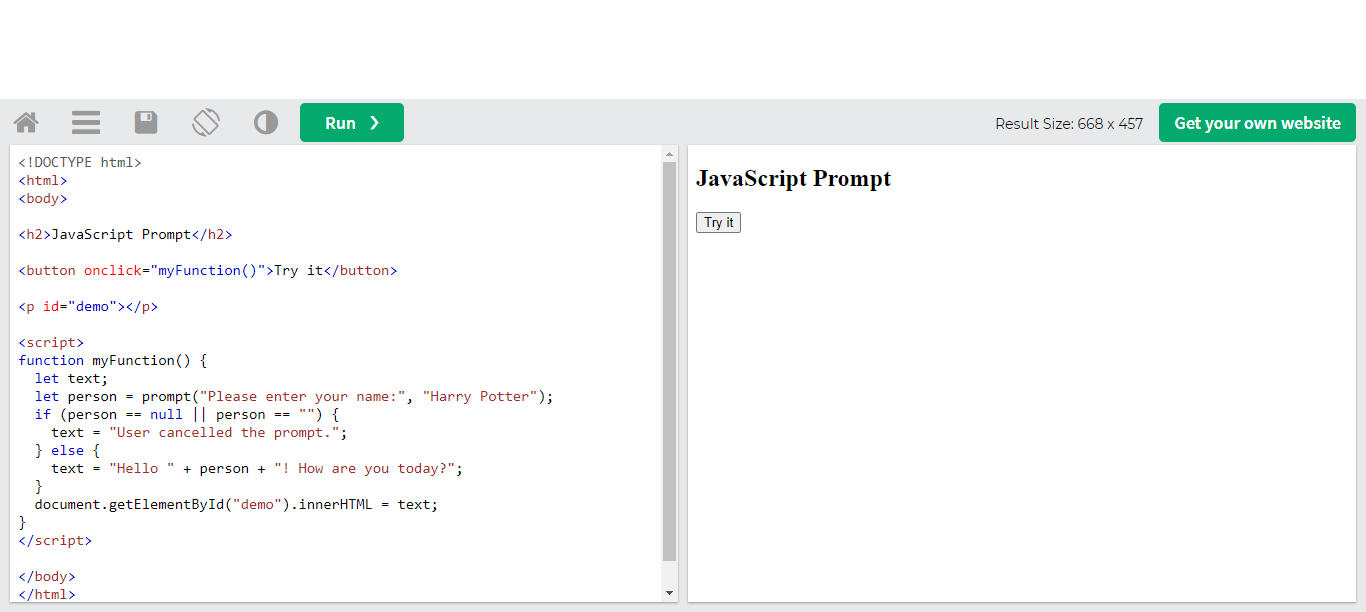 Run ❯
Result Size: 668 x 457
Get your own website
<!DOCTYPE html>
<html>
<body>
<h2>JavaScript Prompt</h2>
<button onclick="myFunction()">Try it</button>
<p id="demo"></p>
<script>
function myFunction() {
  let text;
  let person = prompt("Please enter your name:", "Harry Potter");
  if (person == null || person == "") {
    text = "User cancelled the prompt.";
  } else {
    text = "Hello " + person + "! How are you today?";
  }
  document.getElementById("demo").innerHTML = text;
}
</script>
</body>
</html>
JavaScript Prompt
Try it